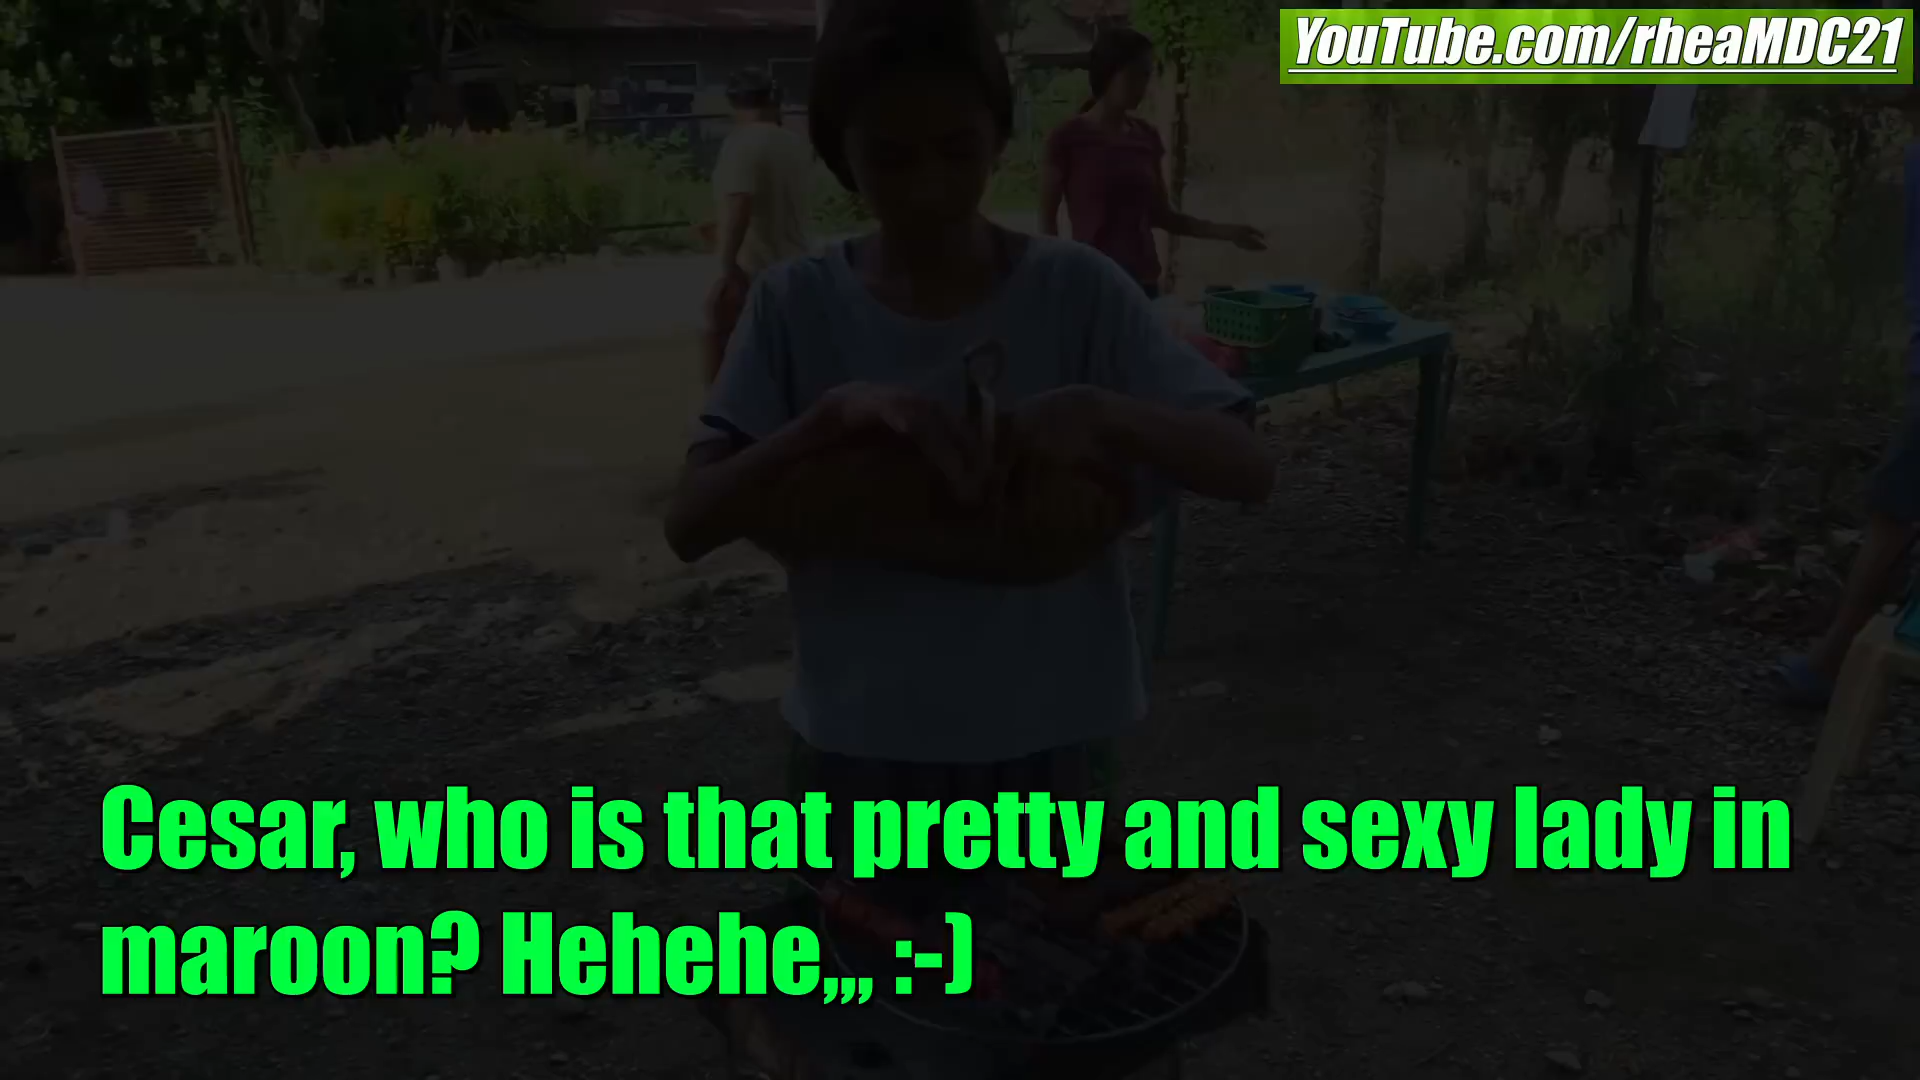 YouTube.com/rheaMDC21
Cesar, who is that pretty and sexy lady in
maroon? Hehehe,,, :-)